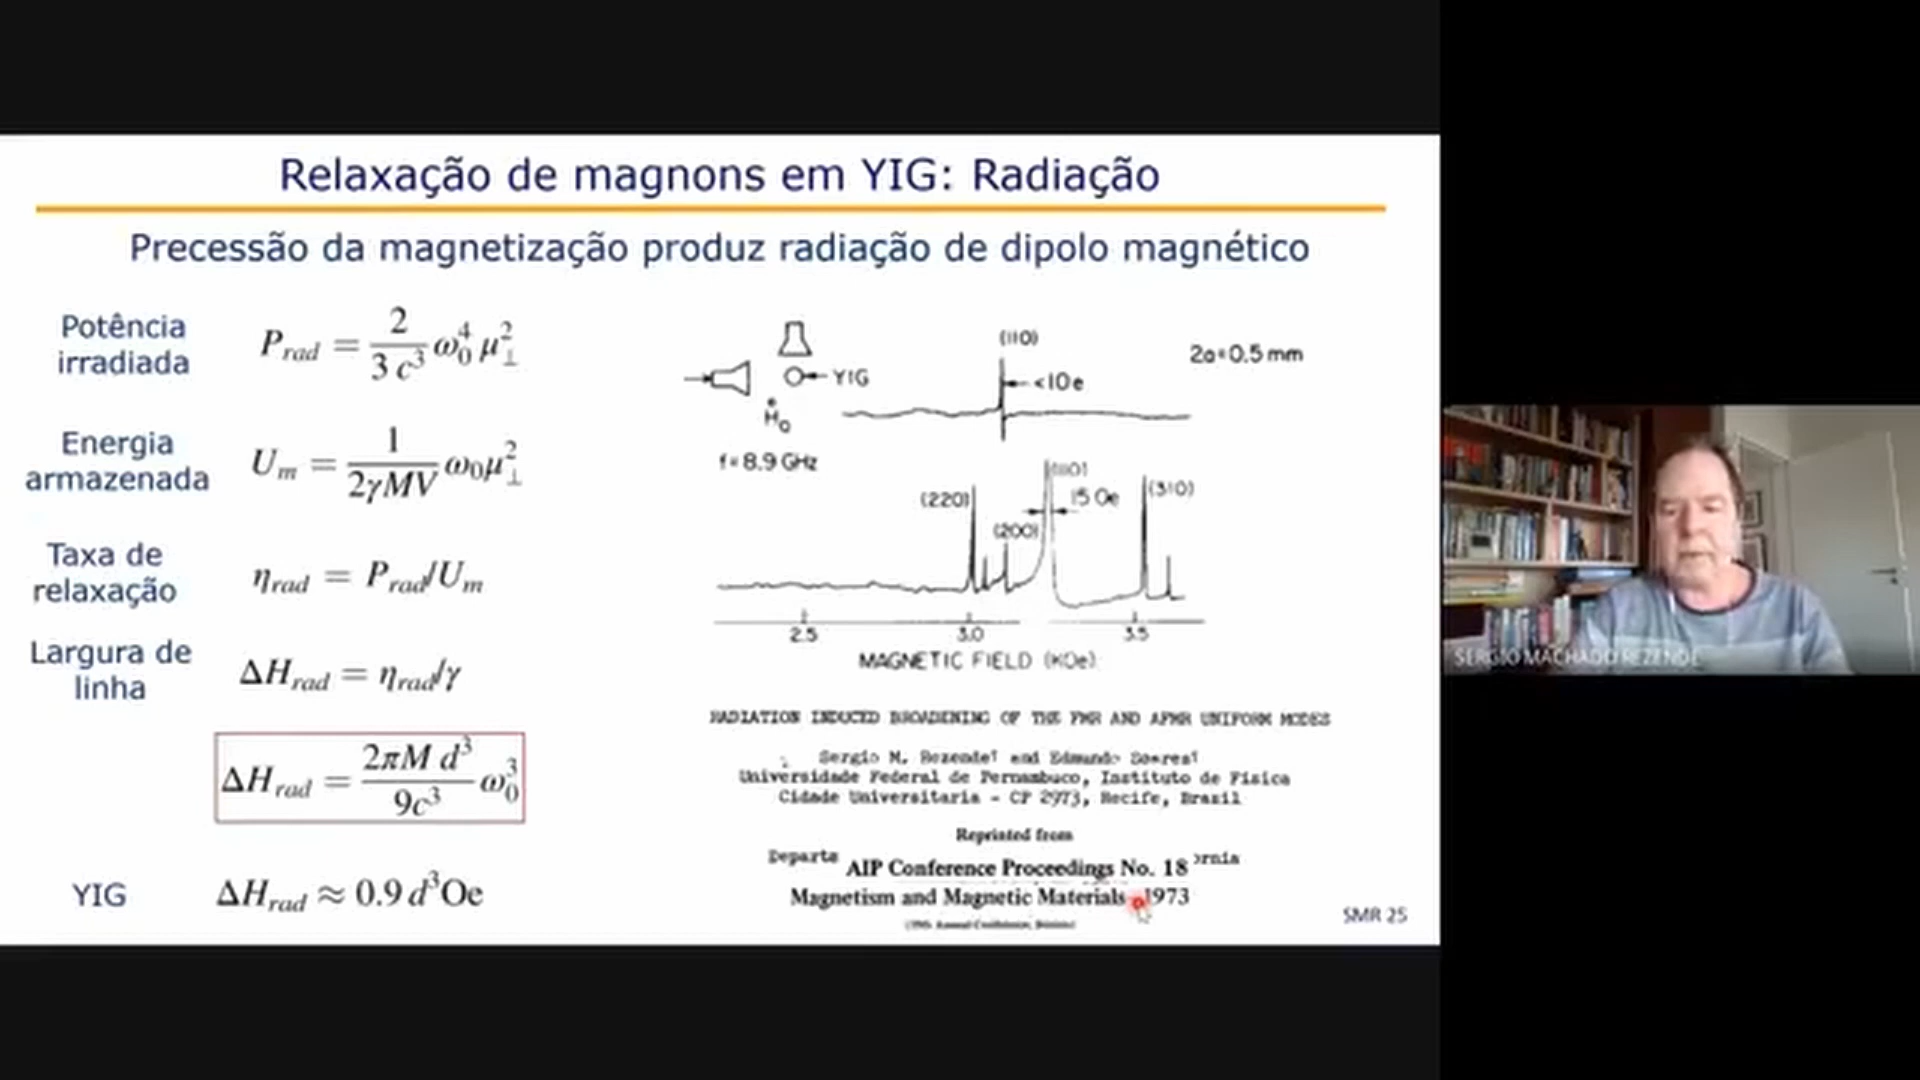 Relaxação de magnons em YIG: Radiação
Precessão da magnetização produz radiação de dipolo magnético
Potência
irradiada
P_rad = 2/(3 c³) ω₀⁴ μ⊥²
Energia
armazenada
U_m = 1/(2γMV) ω₀μ⊥²
Taxa de
relaxação
η_rad = P_rad/U_m
Largura de
linha
ΔH_rad = η_rad/γ
ΔH_rad = (2πM d³)/(9c³) ω₀³
YIG
ΔH_rad ≈ 0.9 d³Oe
(110)
2a=0.5 mm
YIG
<1Oe
H₀
f=8.9 GHz
(110)
(220)
15 Oe
(310)
(200)
2.5 3.0 3.5
MAGNETIC FIELD (KOe)
RADIATION INDUCED BROADENING OF THE FMR AND AFMR UNIFORM MODES
Sergio M. Rezende† and Edmundo Soares†
Universidade Federal de Pernambuco, Instituto de Física
Cidade Universitaria - CP 2973, Recife, Brazil
Reprinted from
AIP Conference Proceedings No. 18
Magnetism and Magnetic Materials 1973
SMR 25
SERGIO MACHADO REZENDE